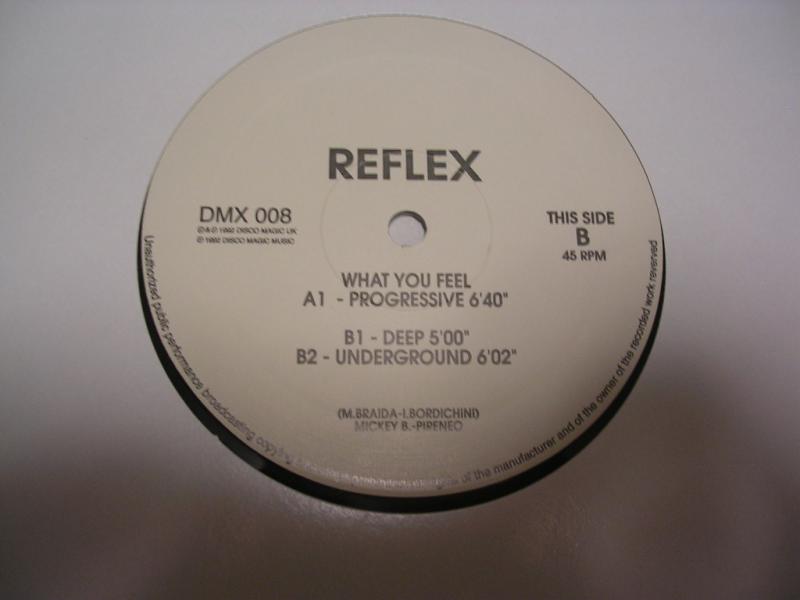 REFLEX
DMX 008
℗&© 1992 DISCO MAGIC UK
© 1992 DISCO MAGIC MUSIC
THIS SIDE
B
45 RPM
WHAT YOU FEEL
A1 - PROGRESSIVE 6'40"
B1 - DEEP 5'00"
B2 - UNDERGROUND 6'02"
(M.BRAIDA-I.BORDICHINI)
MICKEY B.-PIRENEO
Unauthorized public performance broadcasting copying of the manufacturer and of the owner of the recorded work reverved